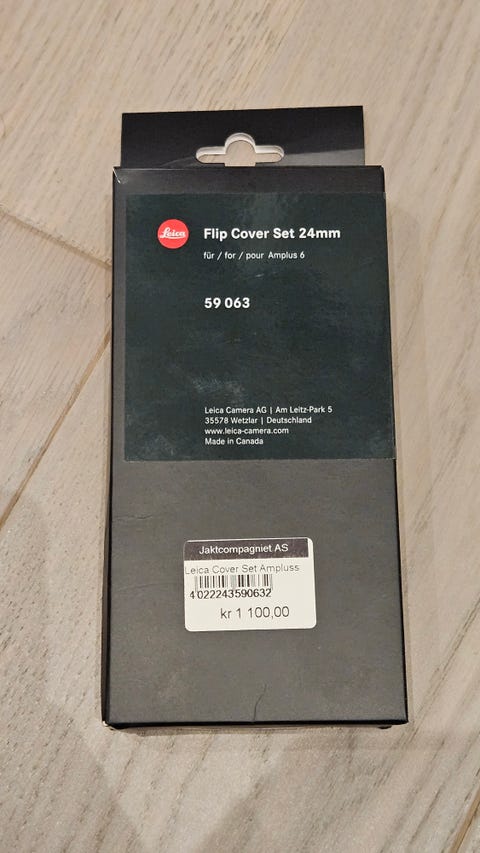 Leica
Flip Cover Set 24mm
für / for / pour Amplus 6
59 063
Leica Camera AG | Am Leitz-Park 5
35578 Wetzlar | Deutschland
www.leica-camera.com
Made in Canada
Jaktcompagniet AS
Leica Cover Set Ampluss
4022243590632
kr 1 100,00